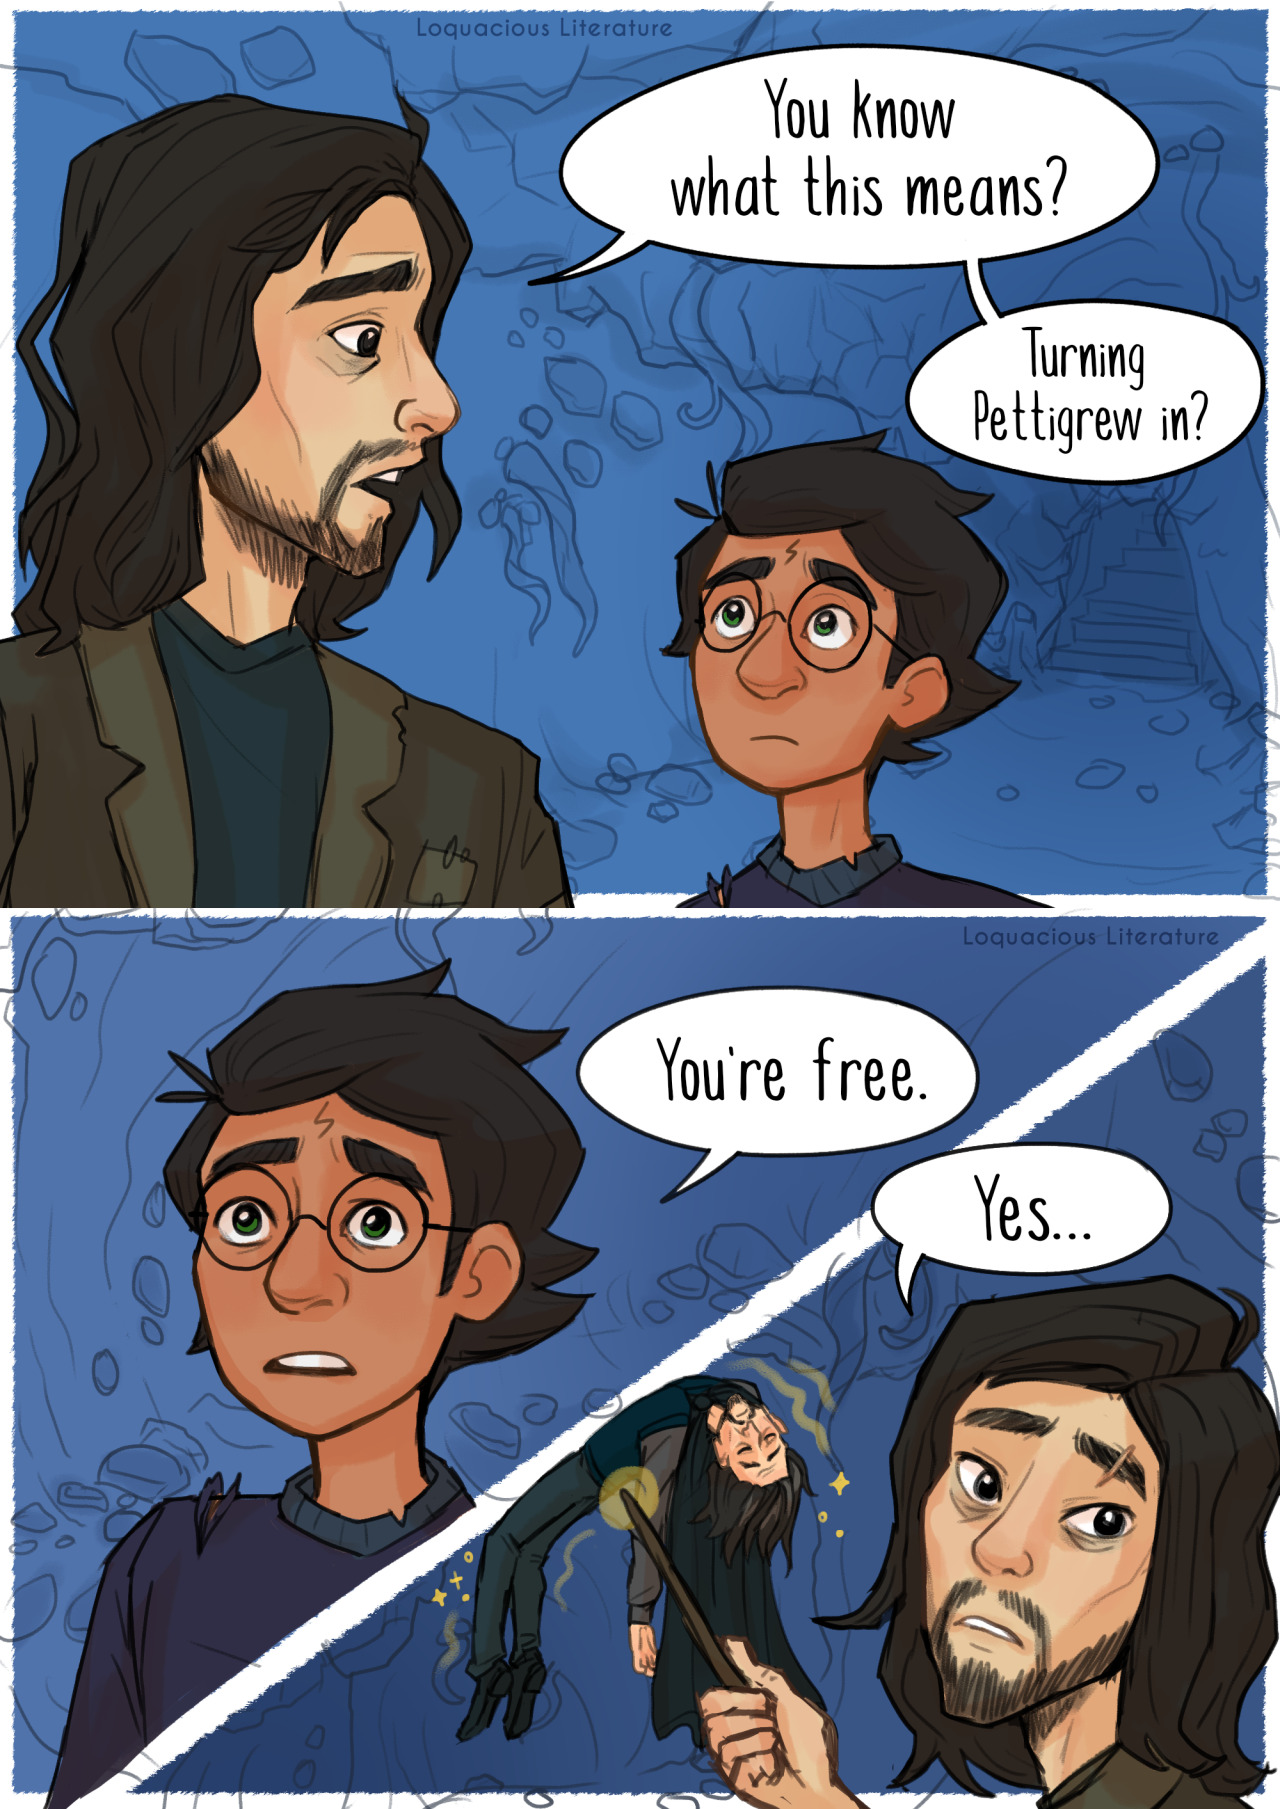 Loquacious Literature
You know
what this means?
Turning
Pettigrew in?
Loquacious Literature
You're free.
Yes...